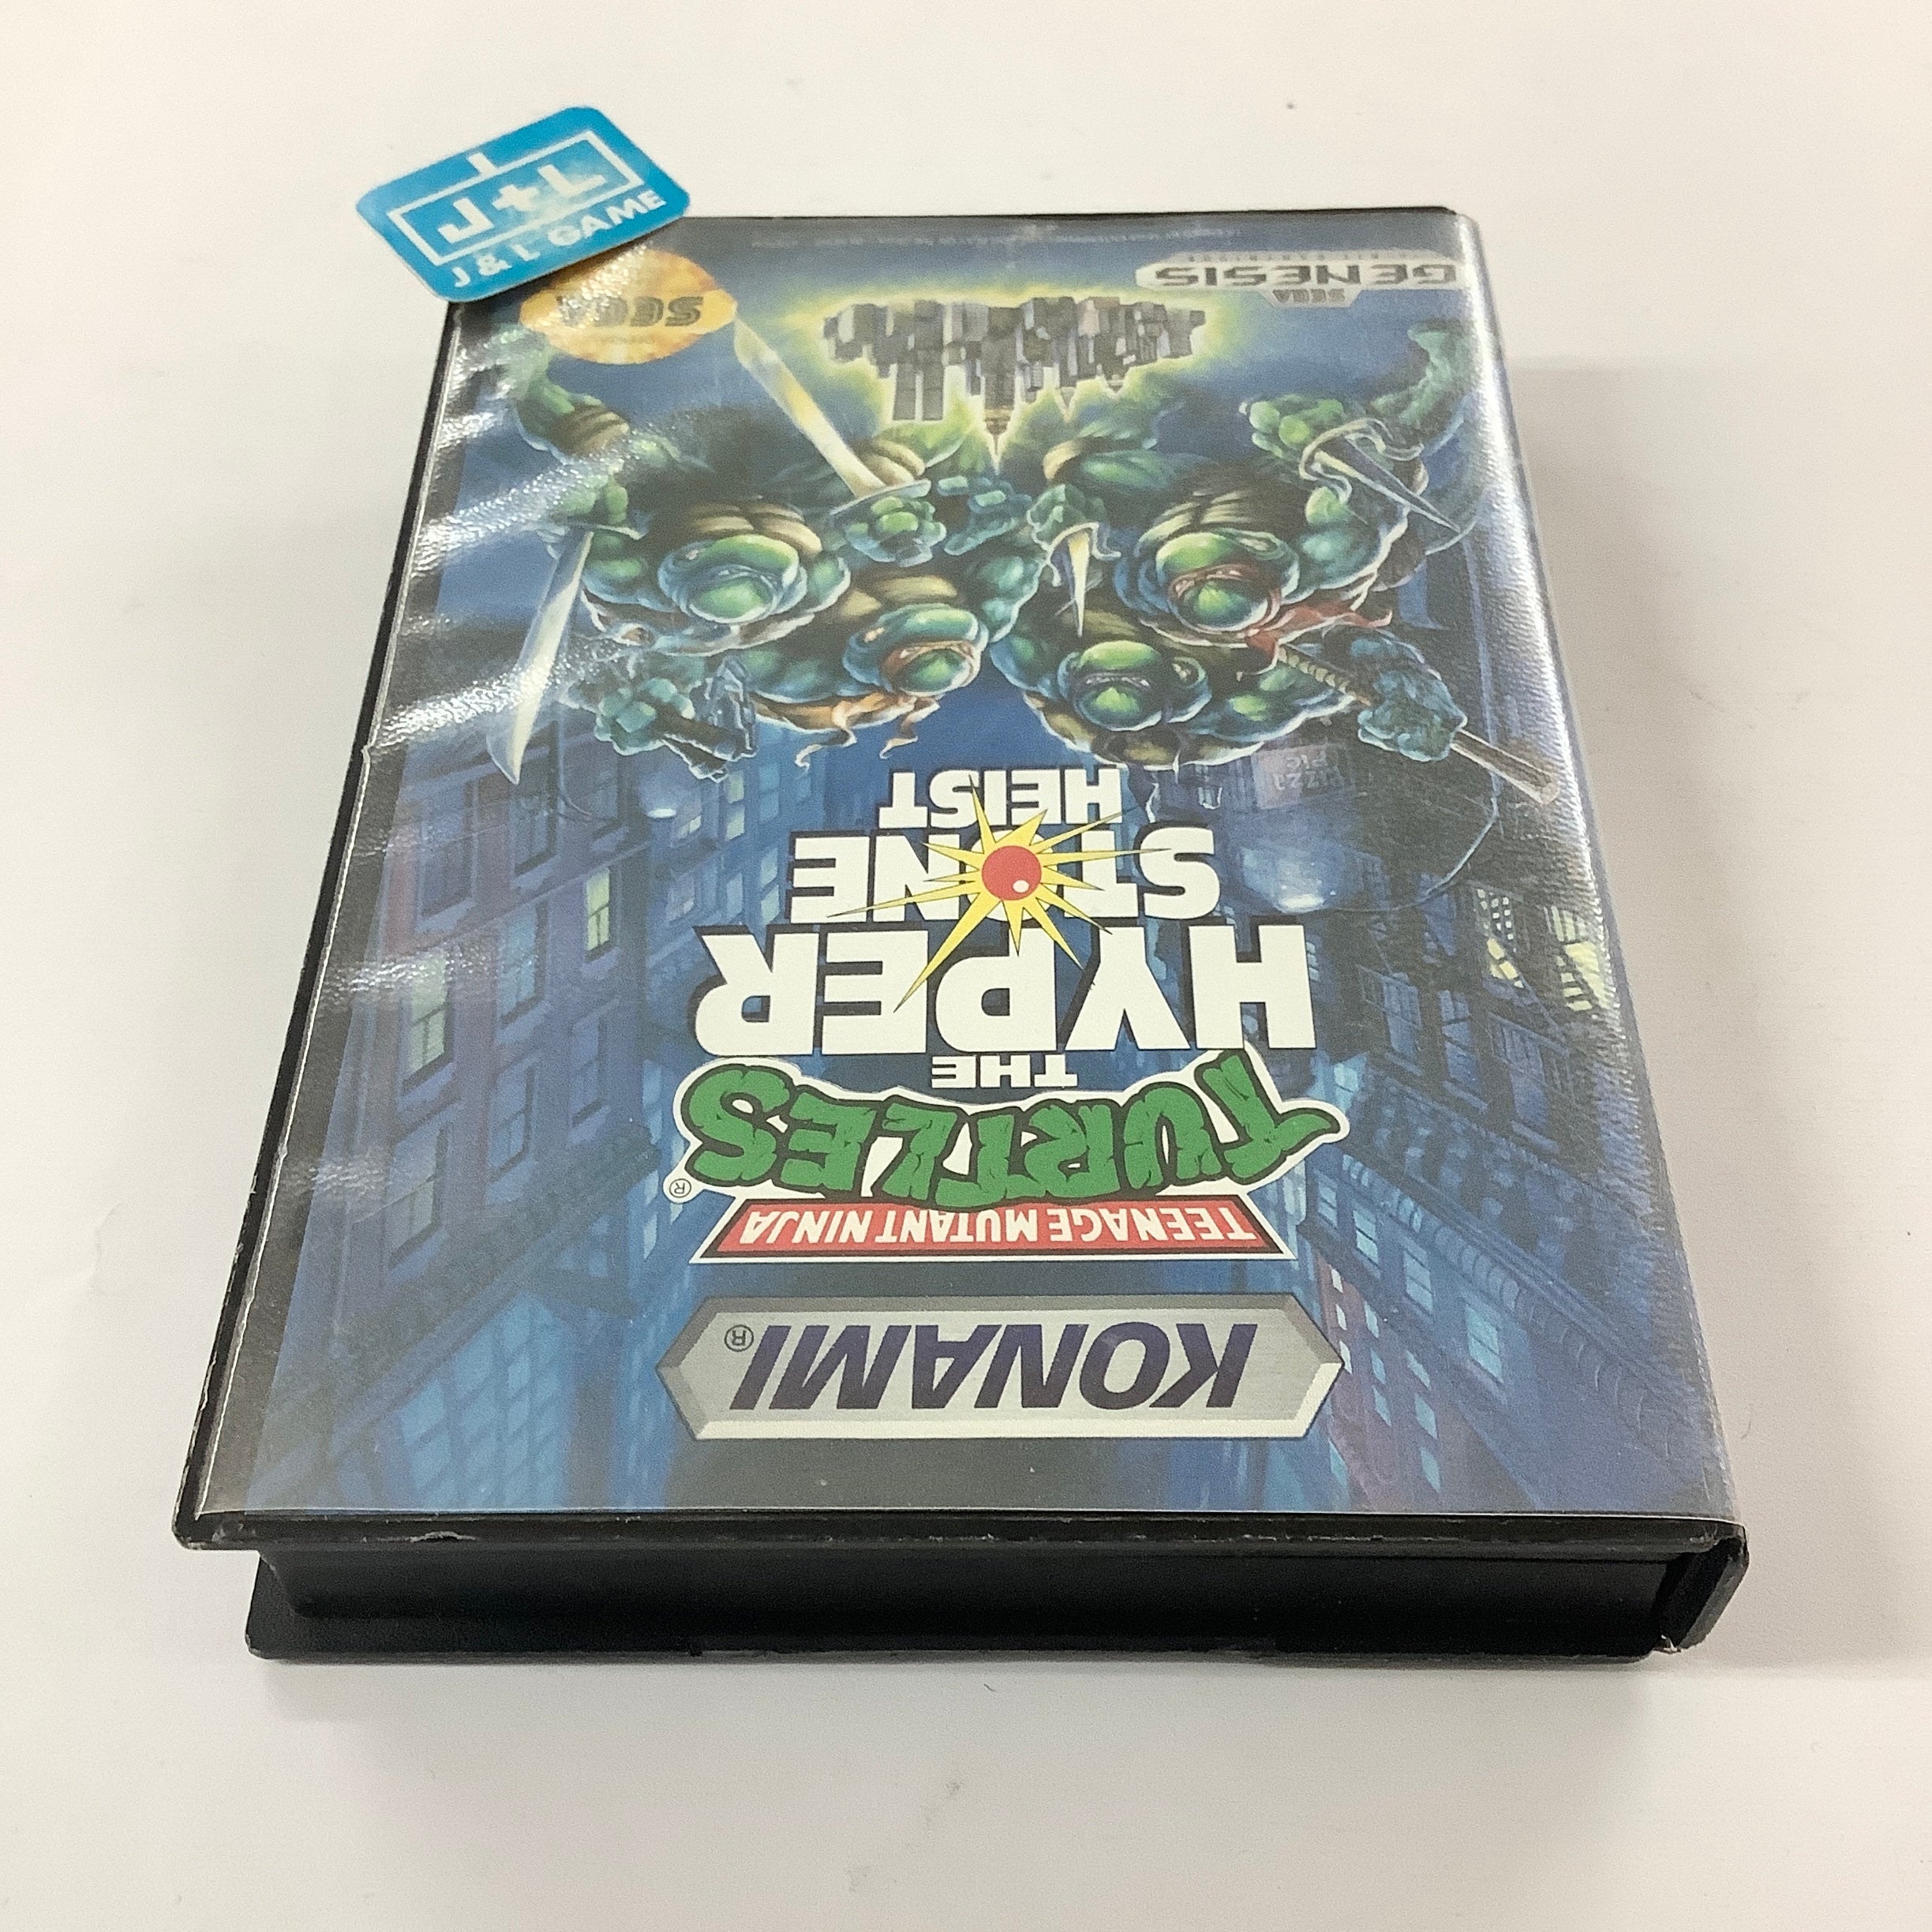 KONAMI®
TEENAGE MUTANT NINJA
TURTLES®
THE
HYPER
STONE
HEIST
SEGA
GENESIS
SEGA
J+L
J & L GAME